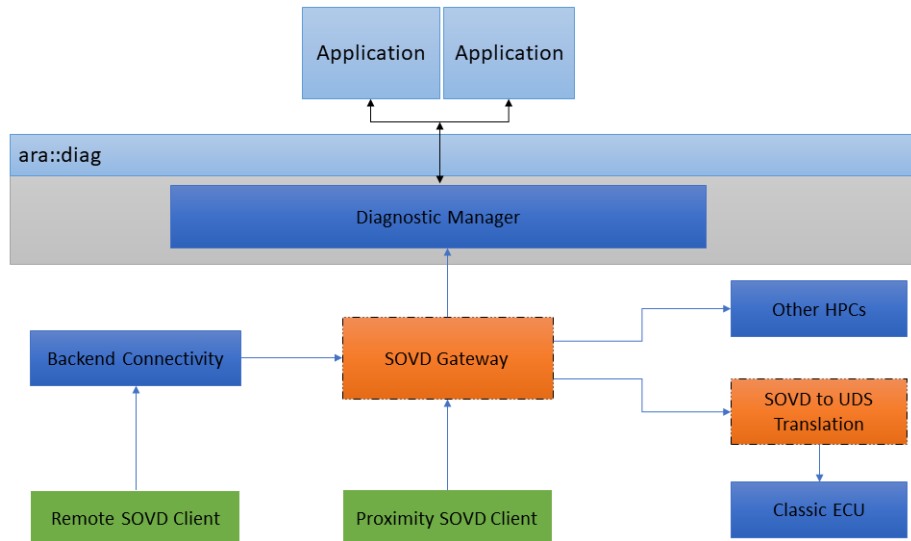 Application
Application
ara::diag
Diagnostic Manager
Other HPCs
Backend Connectivity
SOVD Gateway
SOVD to UDS
Translation
Remote SOVD Client
Proximity SOVD Client
Classic ECU